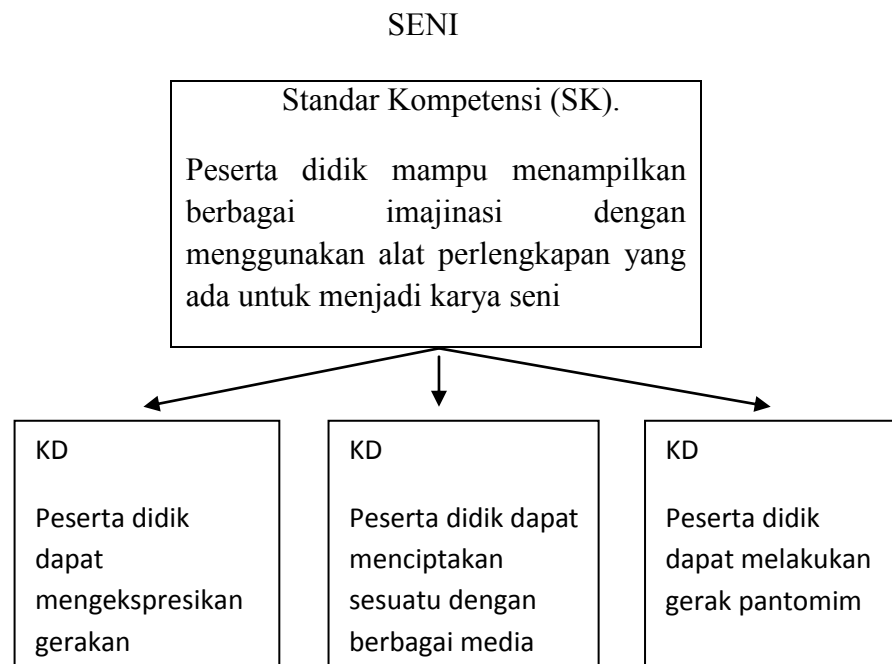 SENI
Standar Kompetensi (SK).
Peserta didik mampu menampilkan
berbagai imajinasi dengan
menggunakan alat perlengkapan yang
ada untuk menjadi karya seni
KD
Peserta didik
dapat
mengekspresikan
gerakan
KD
Peserta didik dapat
menciptakan
sesuatu dengan
berbagai media
KD
Peserta didik
dapat melakukan
gerak pantomim